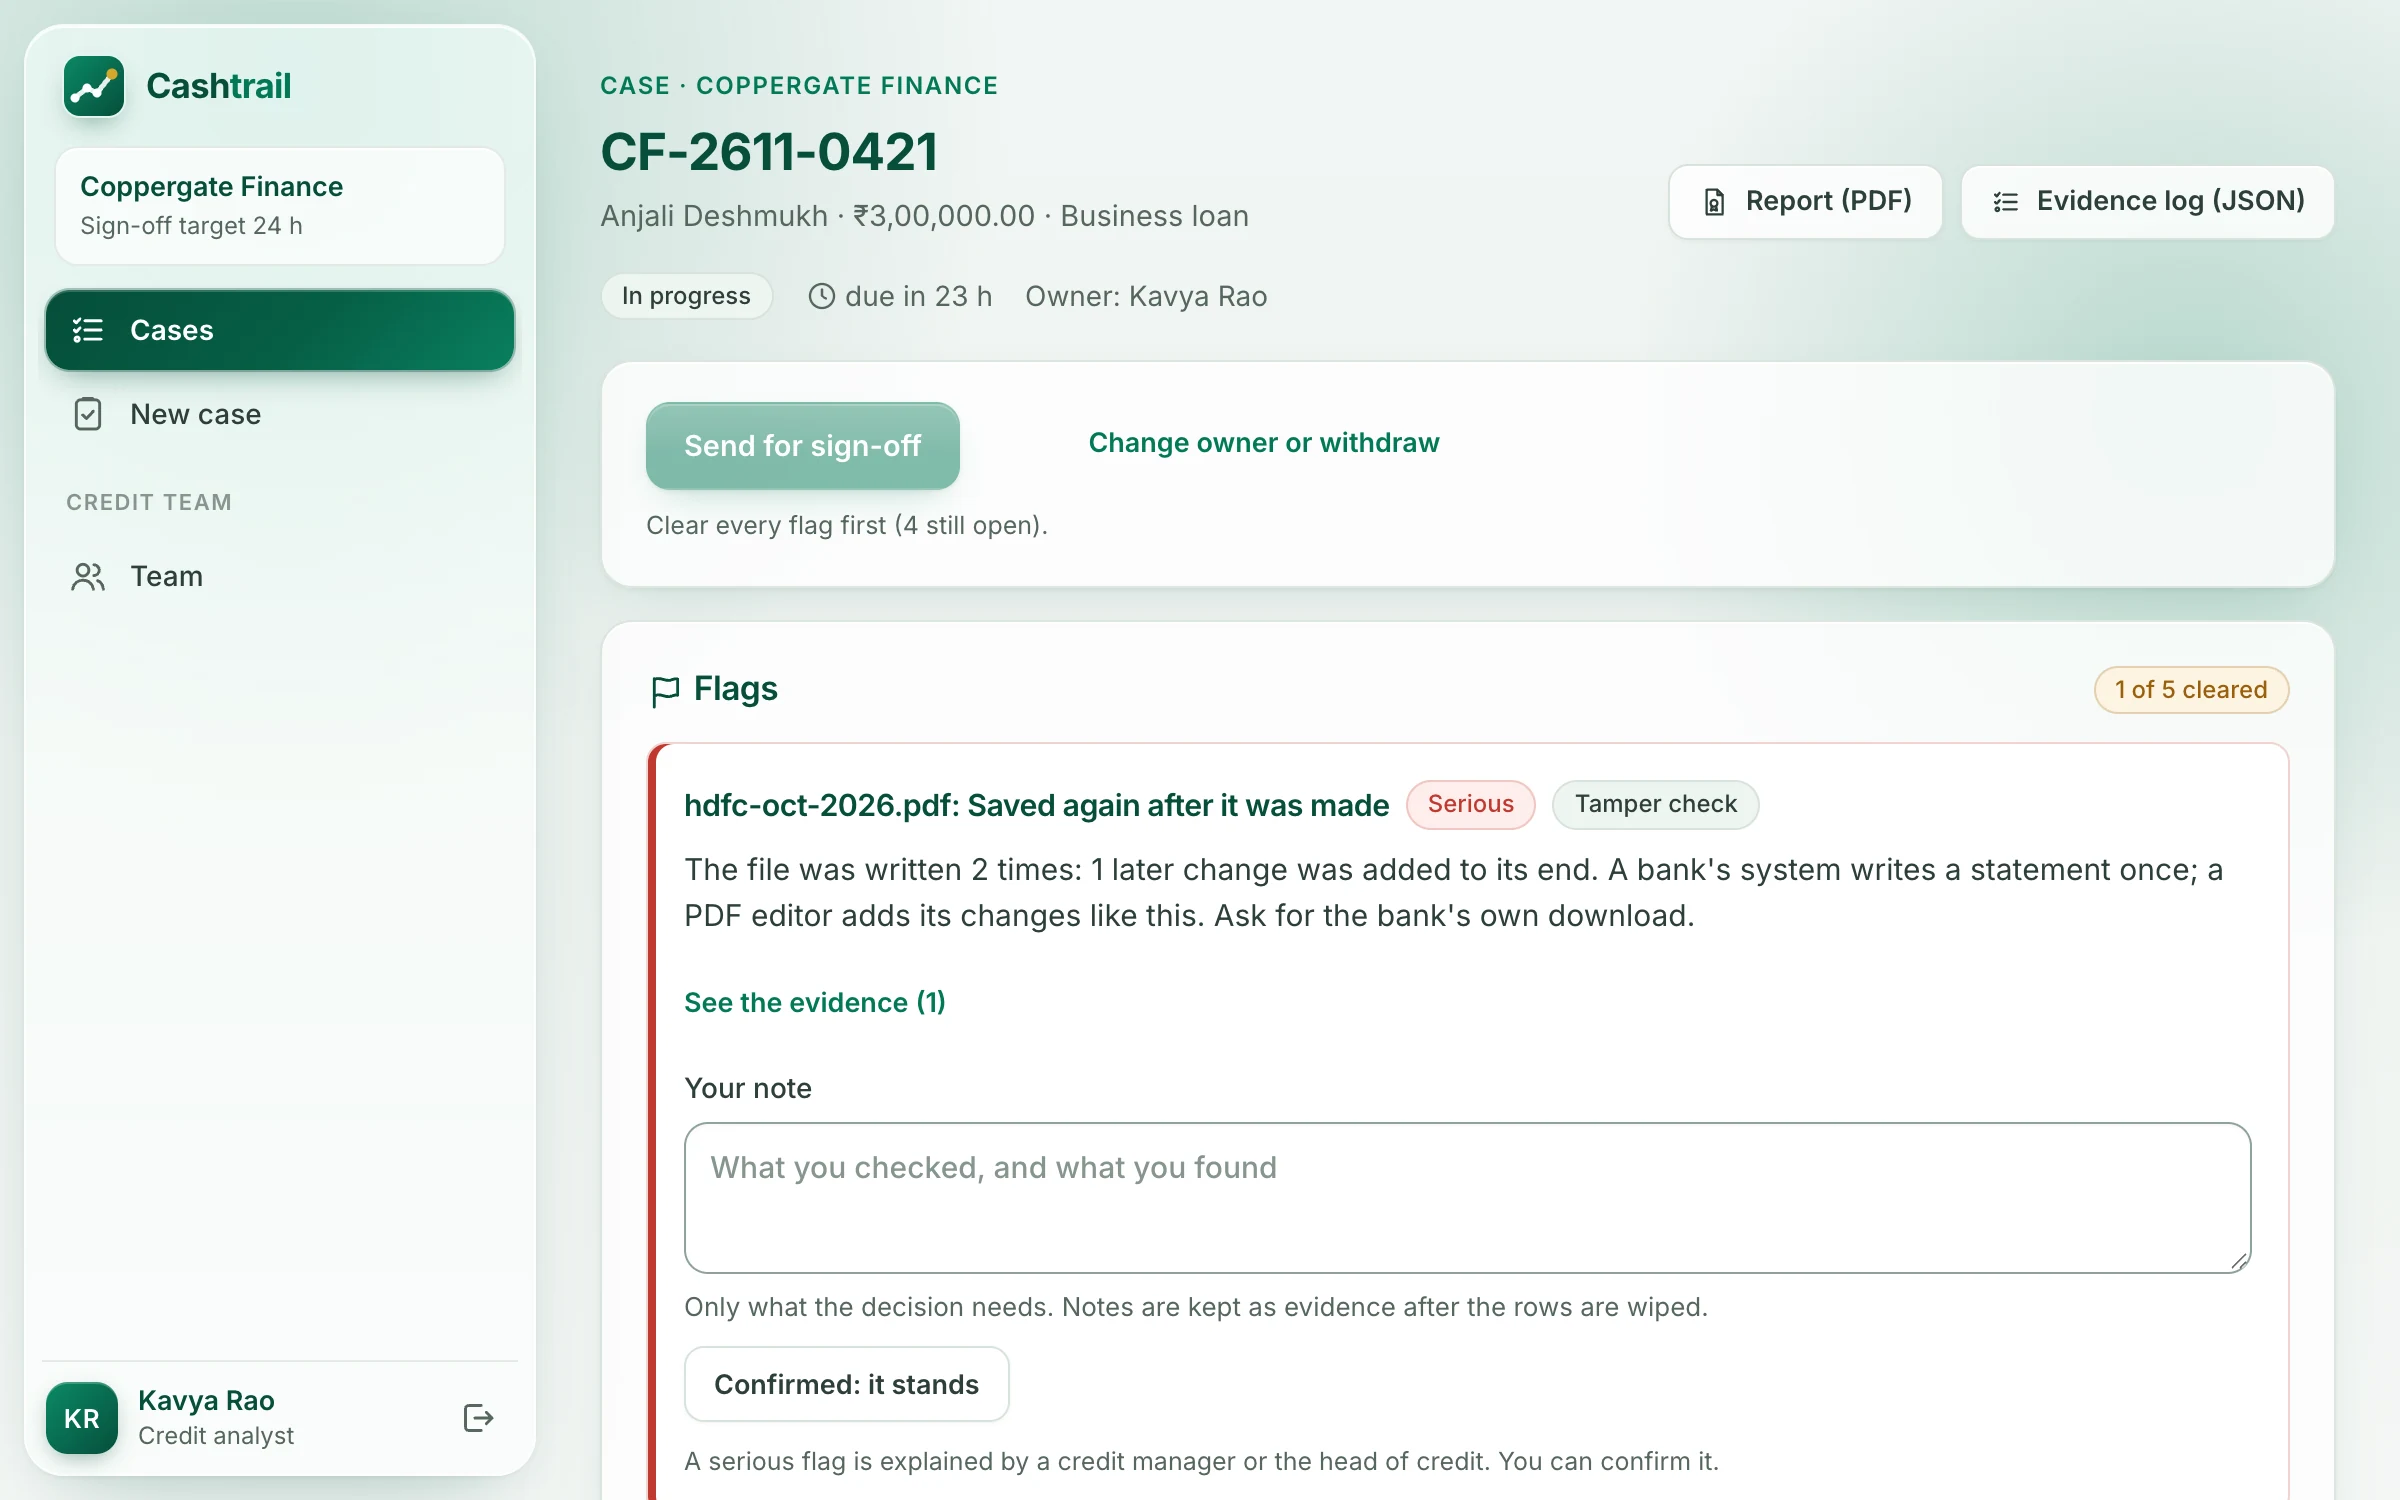 Cashtrail
Coppergate Finance
Sign-off target 24 h
Cases
New case
CREDIT TEAM
Team
KR
Kavya Rao
Credit analyst
CASE · COPPERGATE FINANCE
CF-2611-0421
Anjali Deshmukh · ₹3,00,000.00 · Business loan
Report (PDF)
Evidence log (JSON)
In progress
due in 23 h
Owner: Kavya Rao
Send for sign-off
Change owner or withdraw
Clear every flag first (4 still open).
Flags
1 of 5 cleared
hdfc-oct-2026.pdf: Saved again after it was made
Serious
Tamper check
The file was written 2 times: 1 later change was added to its end. A bank's system writes a statement once; a
PDF editor adds its changes like this. Ask for the bank's own download.
See the evidence (1)
Your note
What you checked, and what you found
Only what the decision needs. Notes are kept as evidence after the rows are wiped.
Confirmed: it stands
A serious flag is explained by a credit manager or the head of credit. You can confirm it.